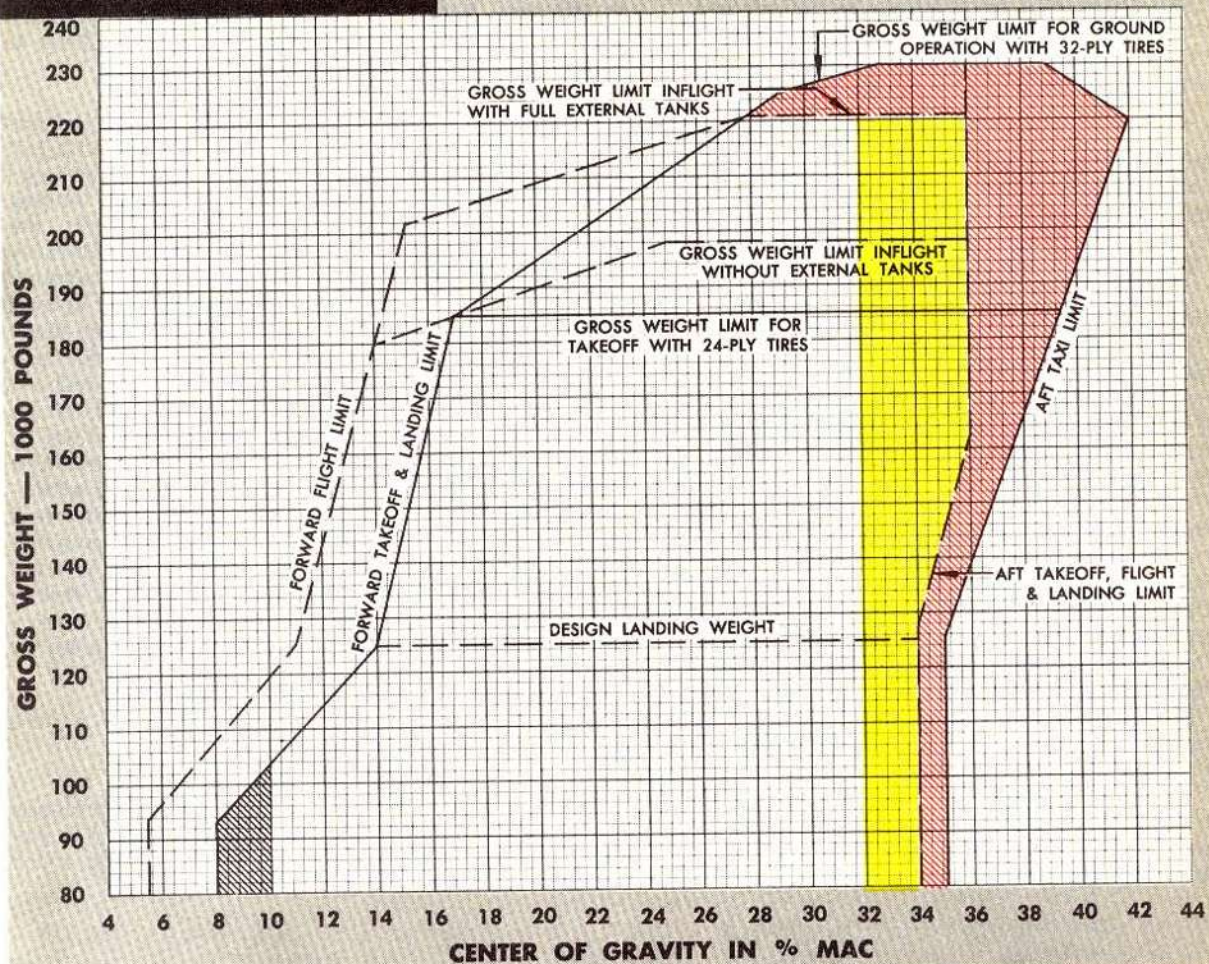 240
230
220
210
200
190
180
170
160
150
140
130
120
110
100
90
80
GROSS WEIGHT — 1000 POUNDS
GROSS WEIGHT LIMIT FOR GROUND
OPERATION WITH 32-PLY TIRES
GROSS WEIGHT LIMIT INFLIGHT
WITH FULL EXTERNAL TANKS
GROSS WEIGHT LIMIT INFLIGHT
WITHOUT EXTERNAL TANKS
GROSS WEIGHT LIMIT FOR
TAKEOFF WITH 24-PLY TIRES
FORWARD FLIGHT LIMIT
FORWARD TAKEOFF & LANDING LIMIT
AFT TAXI LIMIT
AFT TAKEOFF, FLIGHT
& LANDING LIMIT
DESIGN LANDING WEIGHT
4 6 8 10 12 14 16 18 20 22 24 26 28 30 32 34 36 38 40 42 44
CENTER OF GRAVITY IN % MAC